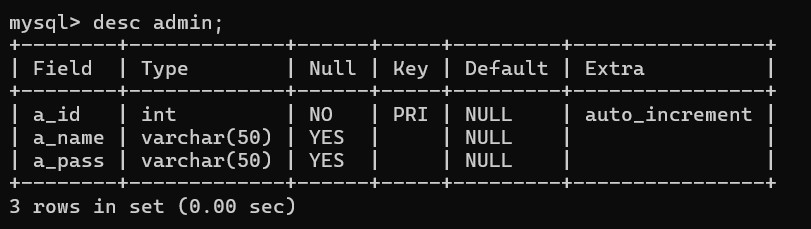 mysql> desc admin;
+--------+-------------+------+-----+---------+----------------+
| Field  | Type        | Null | Key | Default | Extra          |
+--------+-------------+------+-----+---------+----------------+
| a_id   | int         | NO   | PRI | NULL    | auto_increment |
| a_name | varchar(50) | YES  |     | NULL    |                |
| a_pass | varchar(50) | YES  |     | NULL    |                |
+--------+-------------+------+-----+---------+----------------+
3 rows in set (0.00 sec)